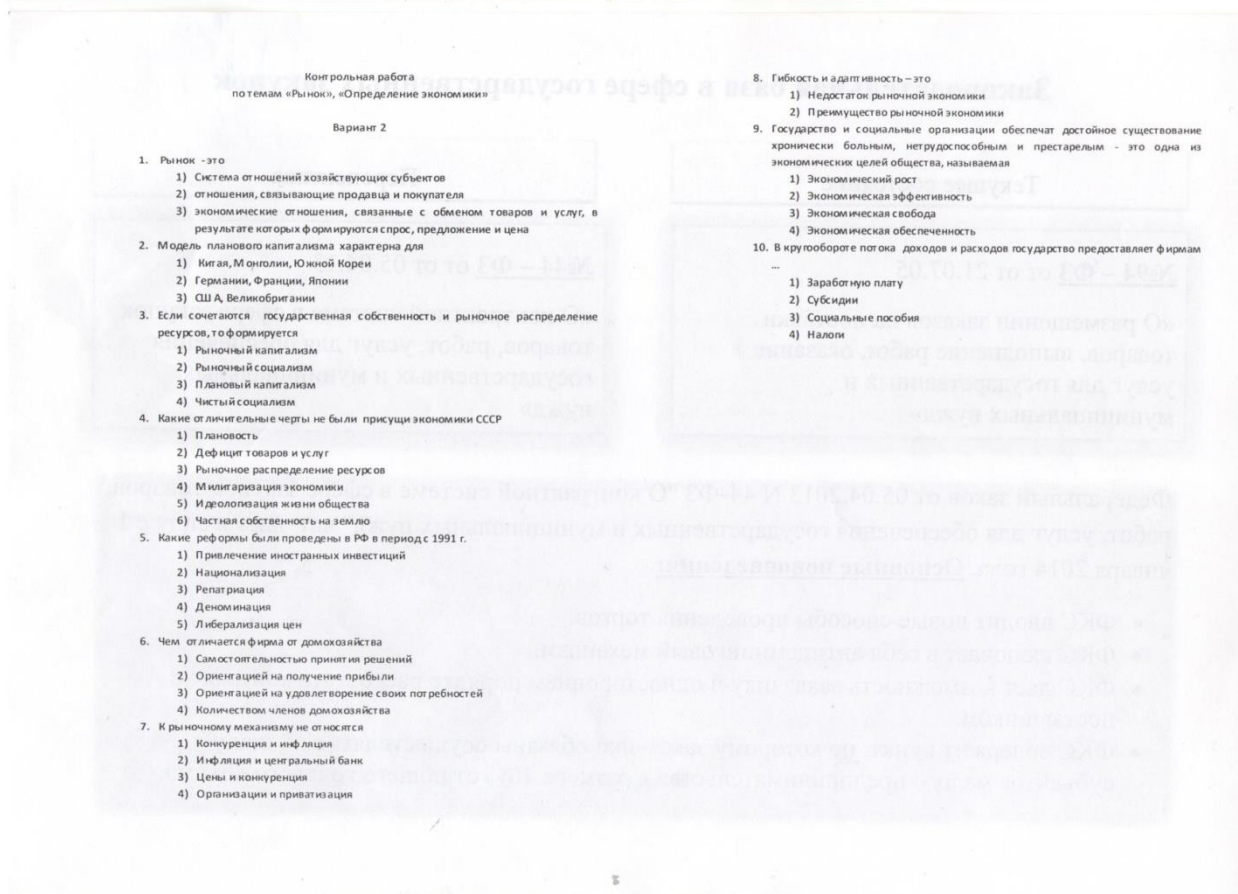 Контрольная работа
по темам «Рынок», «Определение экономики»
Вариант 2
1. Рынок - это
1) Система отношений хозяйствующих субъектов
2) отношения, связывающие продавца и покупателя
3) экономические отношения, связанные с обменом товаров и услуг, в
результате которых формируются спрос, предложение и цена
2. Модель планового капитализма характерна для
1) Китая, Монголии, Южной Кореи
2) Германии, Франции, Японии
3) США, Великобритании
3. Если сочетаются государственная собственность и рыночное распределение
ресурсов, то формируется
1) Рыночный капитализм
2) Рыночный социализм
3) Плановый капитализм
4) Чистый социализм
4. Какие отличительные черты не были присущи экономики СССР
1) Плановость
2) Дефицит товаров и услуг
3) Рыночное распределение ресурсов
4) Милитаризация экономики
5) Идеологизация жизни общества
6) Частная собственность на землю
5. Какие реформы были проведены в РФ в период с 1991 г.
1) Привлечение иностранных инвестиций
2) Национализация
3) Репатриация
4) Деноминация
5) Либерализация цен
6. Чем отличается фирма от домохозяйства
1) Самостоятельностью принятия решений
2) Ориентацией на получение прибыли
3) Ориентацией на удовлетворение своих потребностей
4) Количеством членов домохозяйства
7. К рыночному механизму не относятся
1) Конкуренция и инфляция
2) Инфляция и центральный банк
3) Цены и конкуренция
4) Организации и приватизация
8. Гибкость и адаптивность – это
1) Недостаток рыночной экономики
2) Преимущество рыночной экономики
9. Государство и социальные организации обеспечат достойное существование
хронически больным, нетрудоспособным и престарелым - это одна из
экономических целей общества, называемая
1) Экономический рост
2) Экономическая эффективность
3) Экономическая свобода
4) Экономическая обеспеченность
10. В кругообороте потока доходов и расходов государство предоставляет фирмам
...
1) Заработную плату
2) Субсидии
3) Социальные пособия
4) Налоги